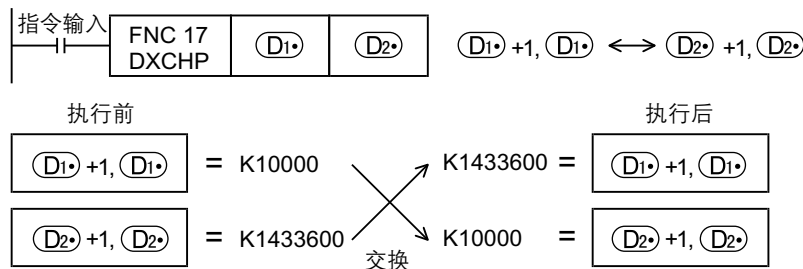 指令输入
FNC 17
DXCHP
D1• D2• D1• +1, D1• ↔ D2• +1, D2•
执行前 执行后
D1• +1, D1• = K10000 K1433600 = D1• +1, D1•
D2• +1, D2• = K1433600 K10000 = D2• +1, D2•
交换